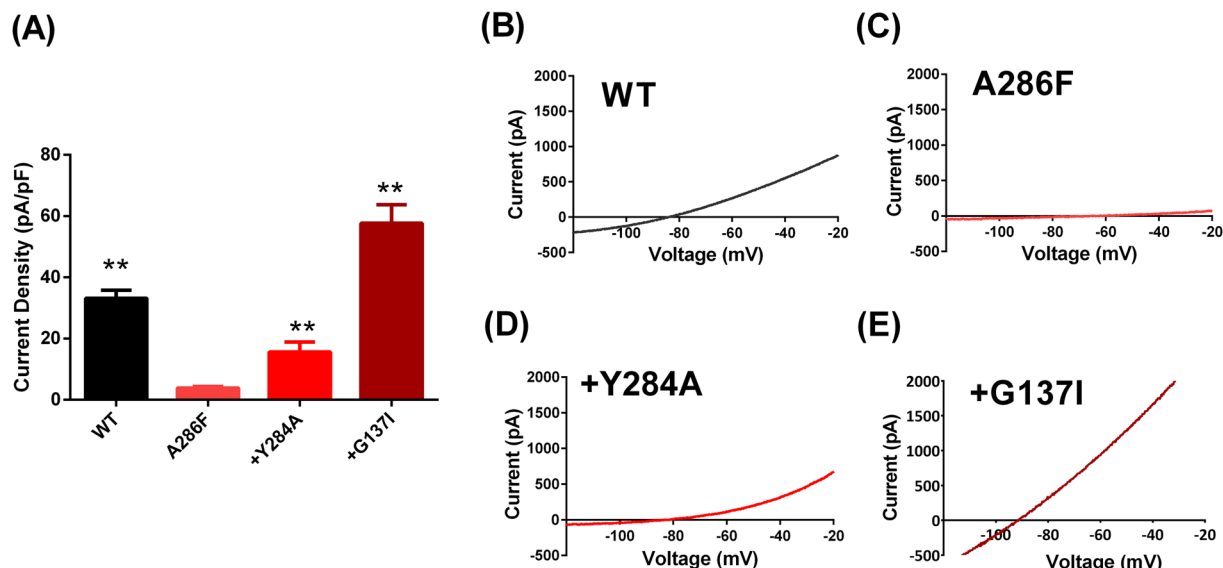 (A)
Current Density (pA/pF)
80
60
40
20
0
**
**
**
WT
A286F
+Y284A
+G137I
(B)
WT
Current (pA)
2000
1500
1000
500
0
-500
-100
-80
-60
-40
-20
Voltage (mV)
(C)
A286F
Current (pA)
2000
1500
1000
500
0
-500
-100
-80
-60
-40
-20
Voltage (mV)
(D)
+Y284A
Current (pA)
2000
1500
1000
500
0
-500
-100
-80
-60
-40
-20
Voltage (mV)
(E)
+G137I
Current (pA)
2000
1500
1000
500
0
-500
-100
-80
-60
-40
-20
Voltage (mV)